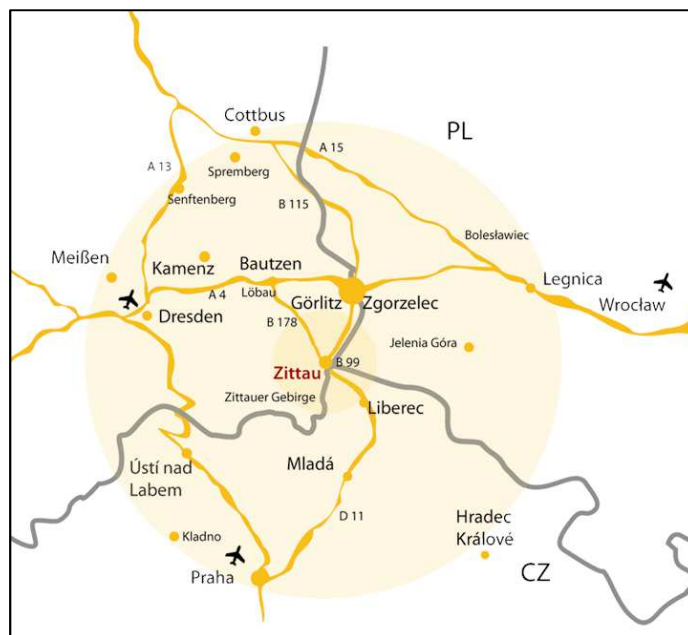 Cottbus
PL
A 15
A 13
Spremberg
Senftenberg
B 115
Bolesławiec
Meißen
Kamenz
Bautzen
Legnica
A 4
Löbau
Görlitz
Zgorzelec
Wrocław
Dresden
B 178
Jelenia Góra
Zittau
B 99
Zittauer Gebirge
Liberec
Ústí nad
Labem
Mladá
D 11
Hradec
Králové
Kladno
Praha
CZ